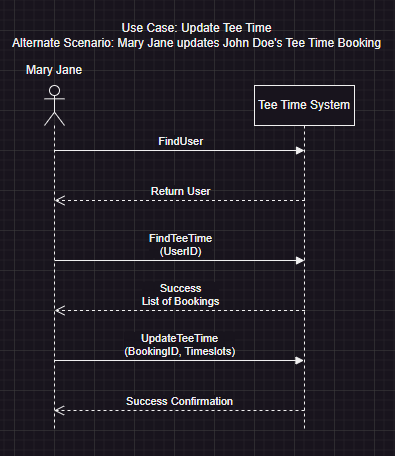 Use Case: Update Tee Time
Alternate Scenario: Mary Jane updates John Doe's Tee Time Booking
Mary Jane
Tee Time System
FindUser
Return User
FindTeeTime
(UserID)
Success
List of Bookings
UpdateTeeTime
(BookingID, Timeslots)
Success Confirmation